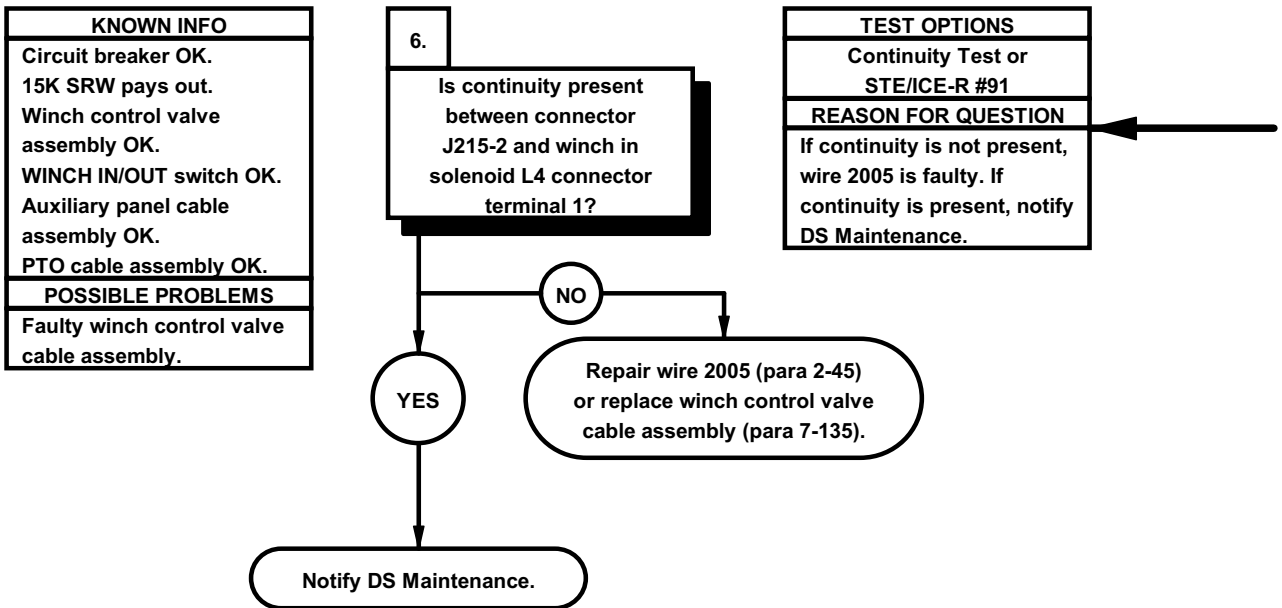 KNOWN INFO
Circuit breaker OK.
15K SRW pays out.
Winch control valve
assembly OK.
WINCH IN/OUT switch OK.
Auxiliary panel cable
assembly OK.
PTO cable assembly OK.
POSSIBLE PROBLEMS
Faulty winch control valve
cable assembly.
6.
Is continuity present
between connector
J215-2 and winch in
solenoid L4 connector
terminal 1?
TEST OPTIONS
Continuity Test or
STE/ICE-R #91
REASON FOR QUESTION
If continuity is not present,
wire 2005 is faulty. If
continuity is present, notify
DS Maintenance.
NO
YES
Repair wire 2005 (para 2-45)
or replace winch control valve
cable assembly (para 7-135).
Notify DS Maintenance.